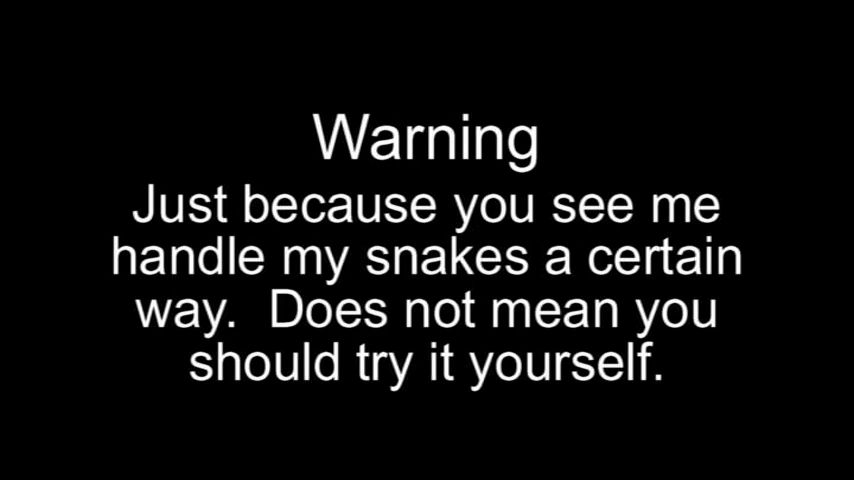 Warning
Just because you see me
handle my snakes a certain
way.  Does not mean you
should try it yourself.